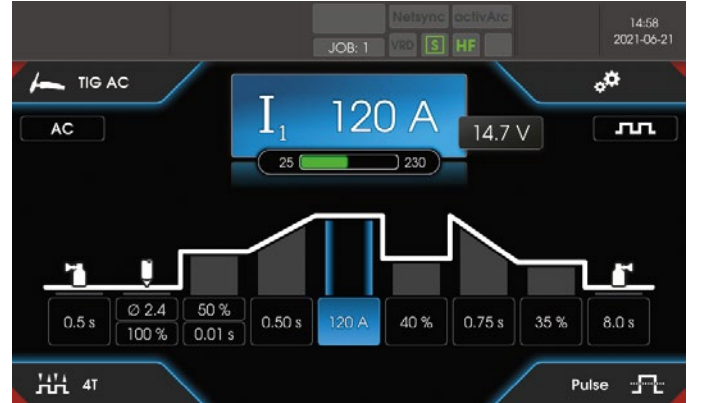 Netsync activArc
JOB: 1 VRD S HF
14:58
2021-06-21
TIG AC
AC
I1 120 A
14.7 V
25 230
0.5 s
Ø 2.4
100 %
50 %
0.01 s
0.50 s
120 A
40 %
0.75 s
35 %
8.0 s
4T
Pulse